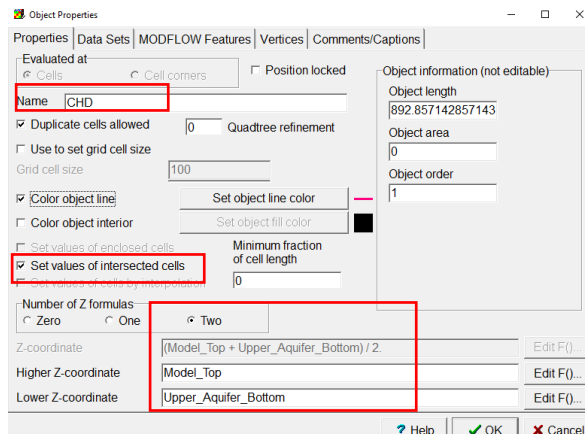 Object Properties
Properties Data Sets MODFLOW Features Vertices Comments/Captions
Evaluated at
Cells Cell corners
Position locked
Name CHD
Duplicate cells allowed 0 Quadtree refinement
Use to set grid cell size
Grid cell size 100
Color object line Set object line color
Color object interior Set object fill color
Set values of enclosed cells
Set values of intersected cells
Set values of cells by interpolation
Minimum fraction
of cell length
0
Object information (not editable)
Object length
892.857142857143
Object area
0
Object order
1
Number of Z formulas
Zero One Two
Z-coordinate (Model_Top + Upper_Aquifer_Bottom) / 2. Edit F()...
Higher Z-coordinate Model_Top Edit F()...
Lower Z-coordinate Upper_Aquifer_Bottom Edit F()...
? Help OK X Cancel